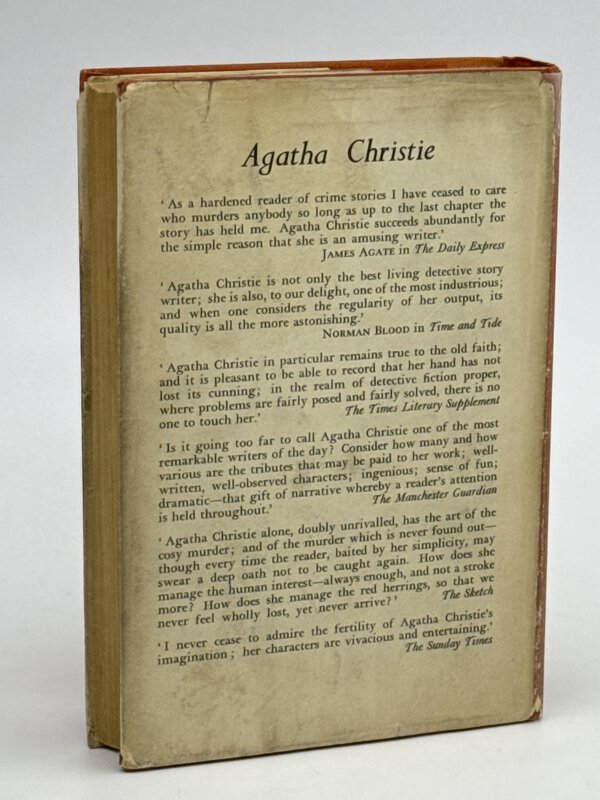 Agatha Christie
‘ As a hardened reader of crime stories I have ceased to care
who murders anybody so long as up to the last chapter the
story has held me. Agatha Christie succeeds abundantly for
the simple reason that she is an amusing writer.’
JAMES AGATE in The Daily Express
‘ Agatha Christie is not only the best living detective story
writer; she is also, to our delight, one of the most industrious;
and when one considers the regularity of her output, its
quality is all the more astonishing.’
NORMAN BLOOD in Time and Tide
‘ Agatha Christie in particular remains true to the old faith;
and it is pleasant to be able to record that her hand has not
lost its cunning; in the realm of detective fiction proper,
where problems are fairly posed and fairly solved, there is no
one to touch her.’ The Times Literary Supplement
‘ Is it going too far to call Agatha Christie one of the most
remarkable writers of the day? Consider how many and how
various are the tributes that may be paid to her work; well-
written, well-observed characters; ingenious; sense of fun;
dramatic—that gift of narrative whereby a reader's attention
is held throughout.’ The Manchester Guardian
‘ Agatha Christie alone, doubly unrivalled, has the art of the
cosy murder; and of the murder which is never found out—
though every time the reader, baited by her simplicity, may
swear a deep oath not to be caught again. How does she
manage the human interest—always enough, and not a stroke
more? How does she manage the red herrings, so that we
never feel wholly lost, yet never arrive?’ The Sketch
‘ I never cease to admire the fertility of Agatha Christie's
imagination; her characters are vivacious and entertaining.’
The Sunday Times